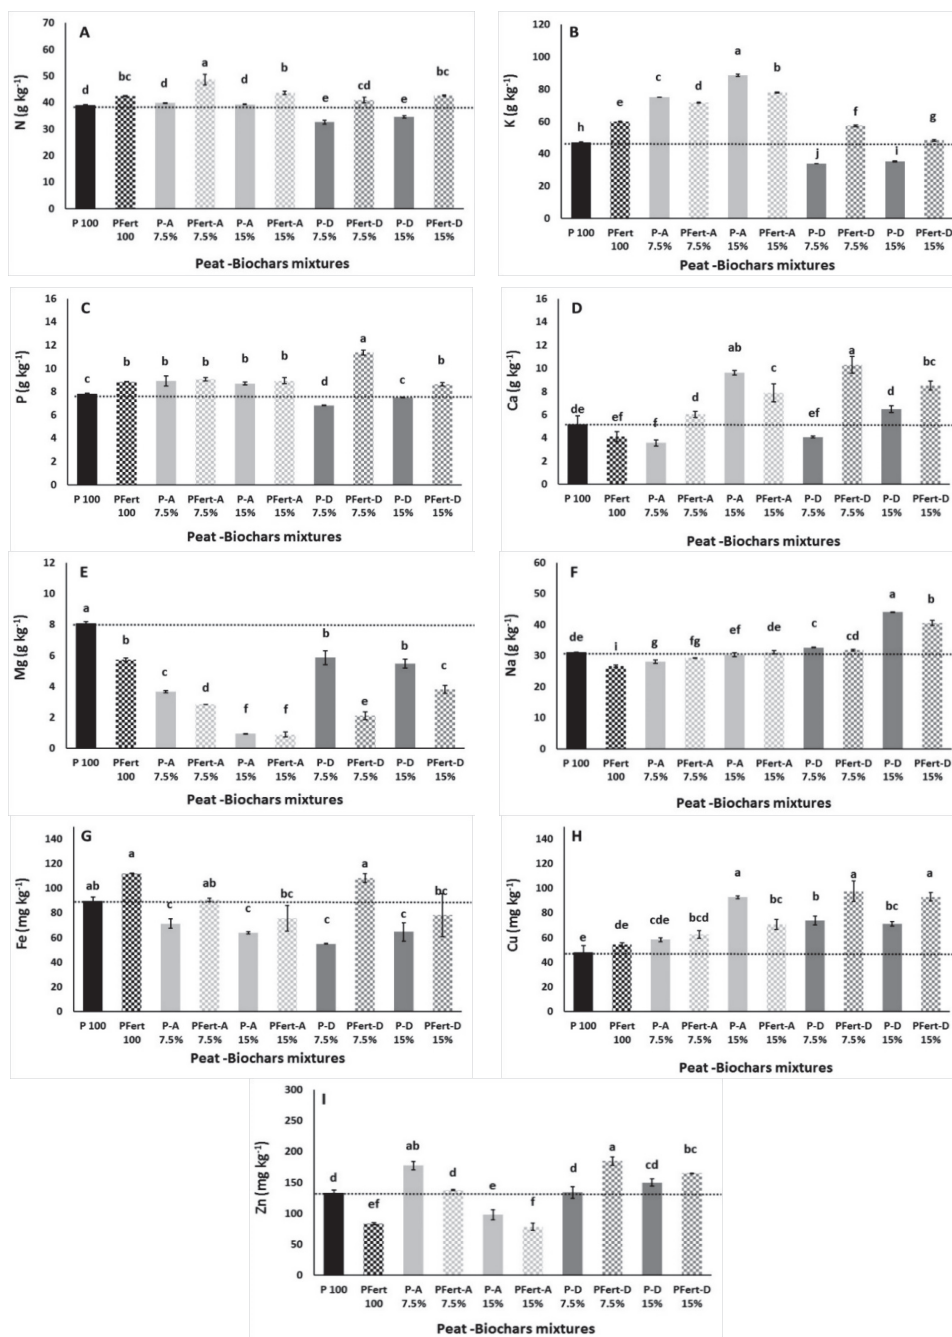 A
N (g kg⁻¹)
70
60
50
40
30
20
10
0
d bc d a d b e cd e bc
P 100 PFert P-A PFert-A P-A PFert-A P-D PFert-D P-D PFert-D
100 7.5% 7.5% 15% 15% 7.5% 7.5% 15% 15%
Peat -Biochars mixtures
B
K (g kg⁻¹)
120
100
80
60
40
20
0
h e c d a b j f i g
P 100 PFert P-A PFert-A P-A PFert-A P-D PFert-D P-D PFert-D
100 7.5% 7.5% 15% 15% 7.5% 7.5% 15% 15%
Peat -Biochars mixtures
C
P (g kg⁻¹)
16
14
12
10
8
6
4
2
0
c b b b b b d a c b
P 100 PFert P-A PFert-A P-A PFert-A P-D PFert-D P-D PFert-D
100 7.5% 7.5% 15% 15% 7.5% 7.5% 15% 15%
Peat -Biochars mixtures
D
Ca (g kg⁻¹)
16
14
12
10
8
6
4
2
0
de ef f d ab c ef a d bc
P 100 PFert P-A PFert-A P-A PFert-A P-D PFert-D P-D PFert-D
100 7.5% 7.5% 15% 15% 7.5% 7.5% 15% 15%
Peat -Biochars mixtures
E
Mg (g kg⁻¹)
12
10
8
6
4
2
0
a b c d f f b e b c
P 100 PFert P-A PFert-A P-A PFert-A P-D PFert-D P-D PFert-D
100 7.5% 7.5% 15% 15% 7.5% 7.5% 15% 15%
Peat -Biochars mixtures
F
Na (g kg⁻¹)
60
50
40
30
20
10
0
de i g fg ef de c cd a b
P 100 PFert P-A PFert-A P-A PFert-A P-D PFert-D P-D PFert-D
100 7.5% 7.5% 15% 15% 7.5% 7.5% 15% 15%
Peat -Biochars mixtures
G
Fe (mg kg⁻¹)
140
120
100
80
60
40
20
0
ab a c ab c bc c a c bc
P 100 PFert P-A PFert-A P-A PFert-A P-D PFert-D P-D PFert-D
100 7.5% 7.5% 15% 15% 7.5% 7.5% 15% 15%
Peat -Biochars mixtures
H
Cu (mg kg⁻¹)
140
120
100
80
60
40
20
0
e de cde bcd a bc b a bc a
P 100 PFert P-A PFert-A P-A PFert-A P-D PFert-D P-D PFert-D
100 7.5% 7.5% 15% 15% 7.5% 7.5% 15% 15%
Peat -Biochars mixtures
I
Zn (mg kg⁻¹)
300
250
200
150
100
50
0
d ef ab d e f d a cd bc
P 100 PFert P-A PFert-A P-A PFert-A P-D PFert-D P-D PFert-D
100 7.5% 7.5% 15% 15% 7.5% 7.5% 15% 15%
Peat -Biochars mixtures